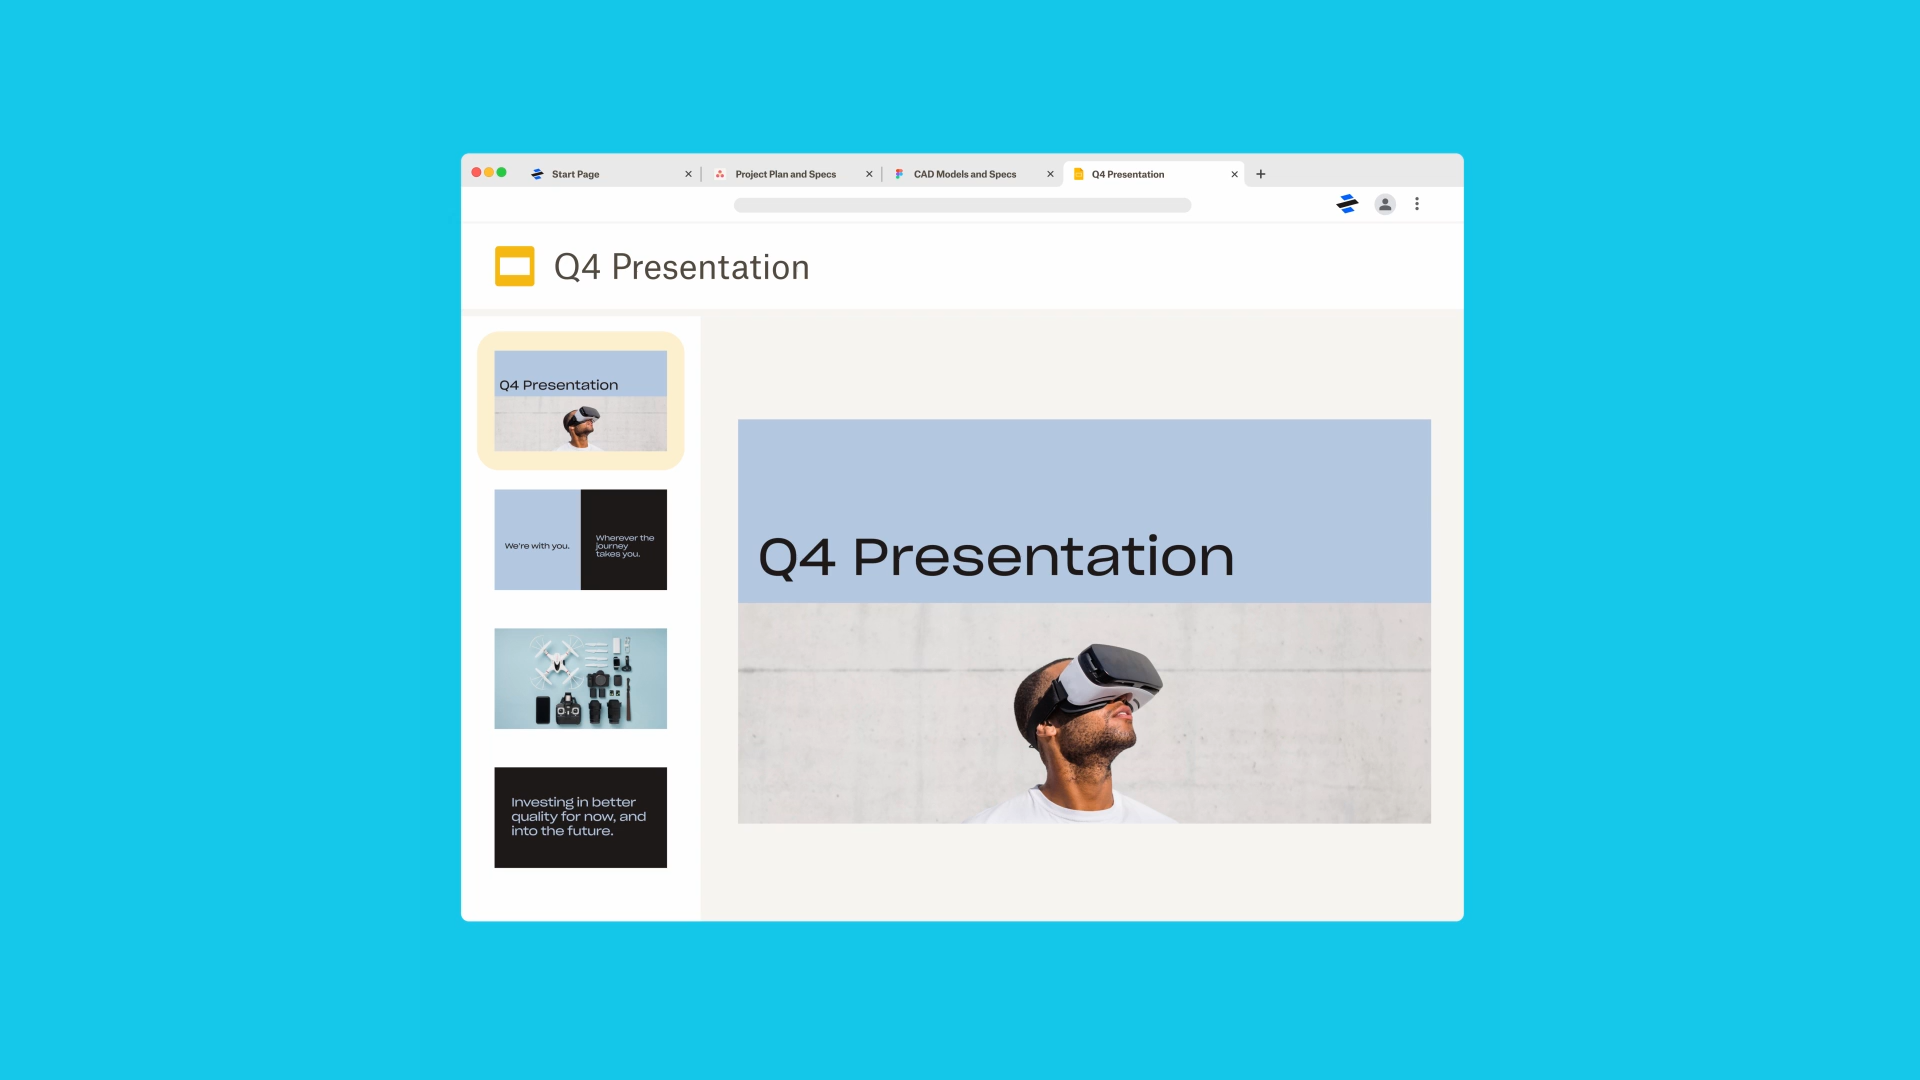 Start Page
Project Plan and Specs
CAD Models and Specs
Q4 Presentation
Q4 Presentation
Q4 Presentation
We're with you.
Wherever the
journey
takes you.
Investing in better
quality for now, and
into the future.
Q4 Presentation